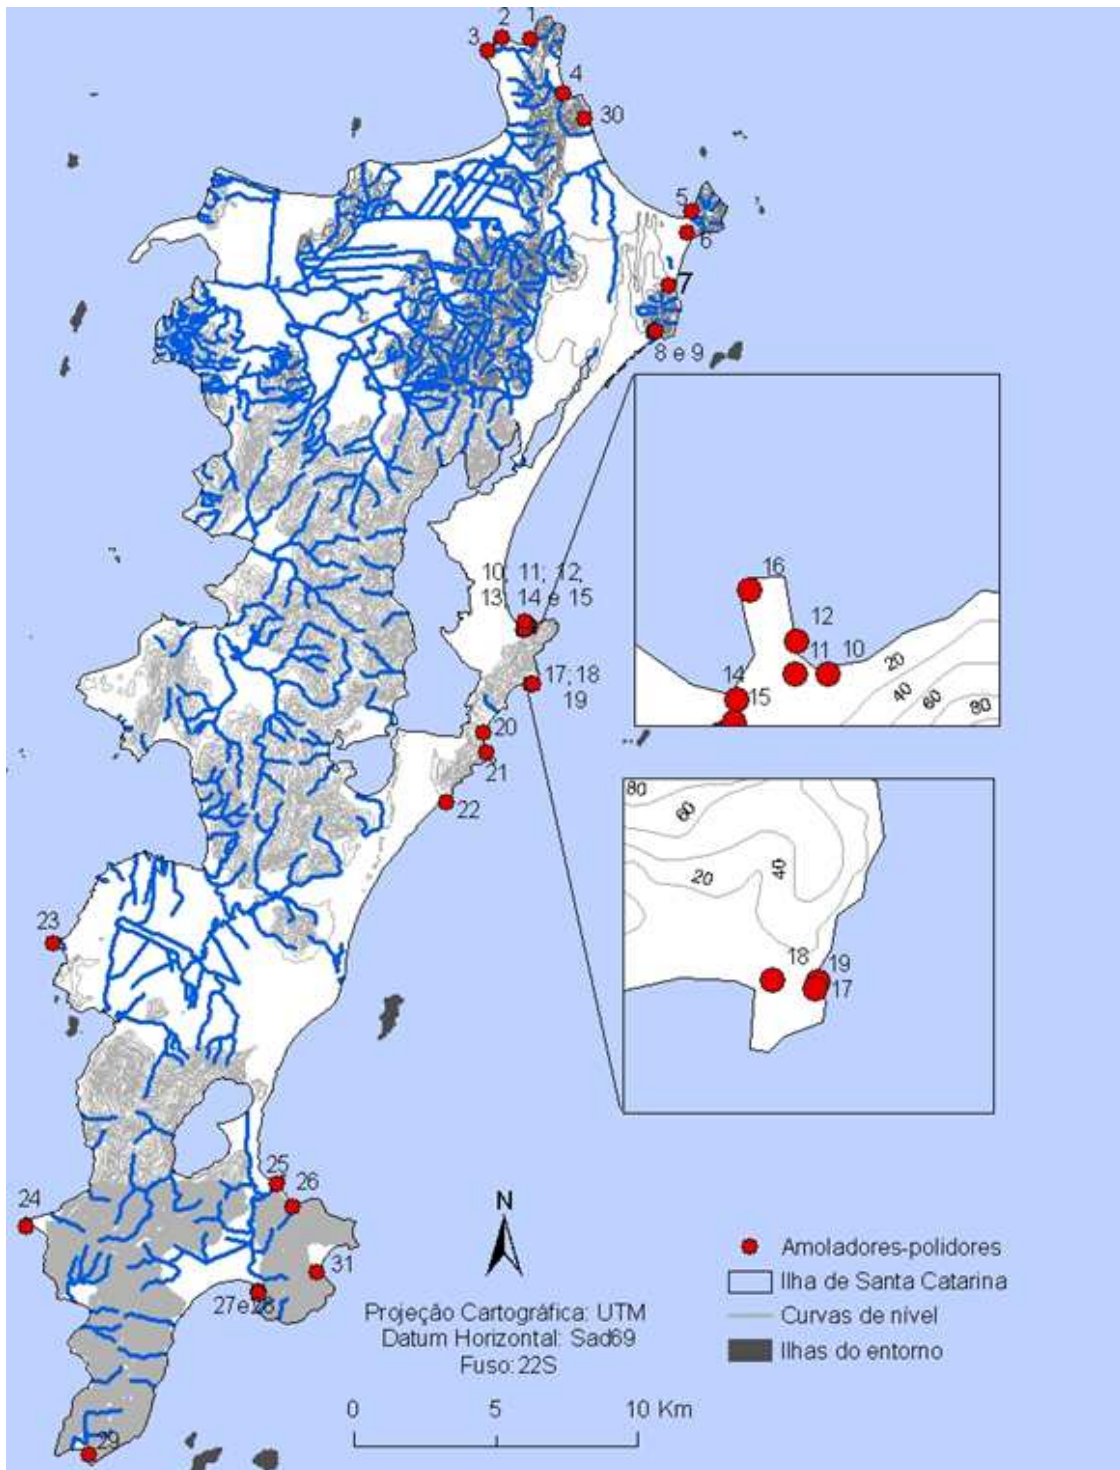 2 1
3
4
30
5
6
7
8 e 9
10, 11; 12,
13, 14 e 15
17; 18
19
20
21
22
16
12
11 10
14
15
20
40
60
80
80
60
20
40
18
19
17
23
24
25
26
31
27e28
29
N
Projeção Cartográfica: UTM
Datum Horizontal: Sad69
Fuso: 22S
0 5 10 Km
Amoladores-polidores
Ilha de Santa Catarina
Curvas de nível
Ilhas do entorno